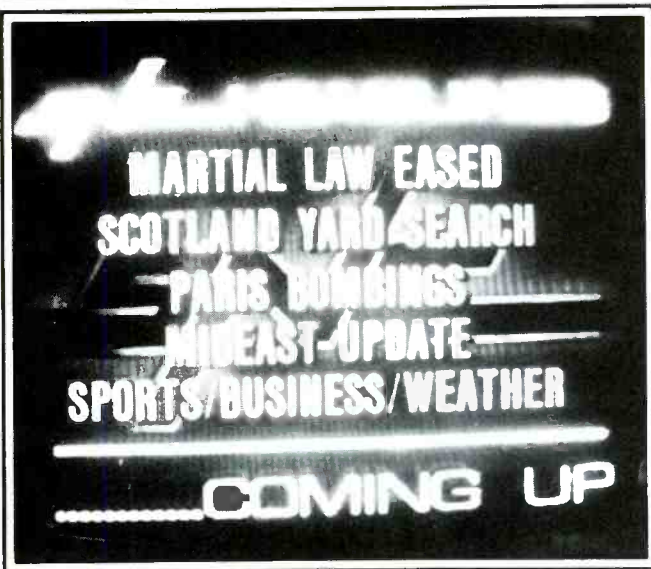 MARTIAL LAW EASED
SCOTLAND YARD SEARCH
PARIS BOMBINGS
MIDEAST UPDATE
SPORTS/BUSINESS/WEATHER
..........COMING UP